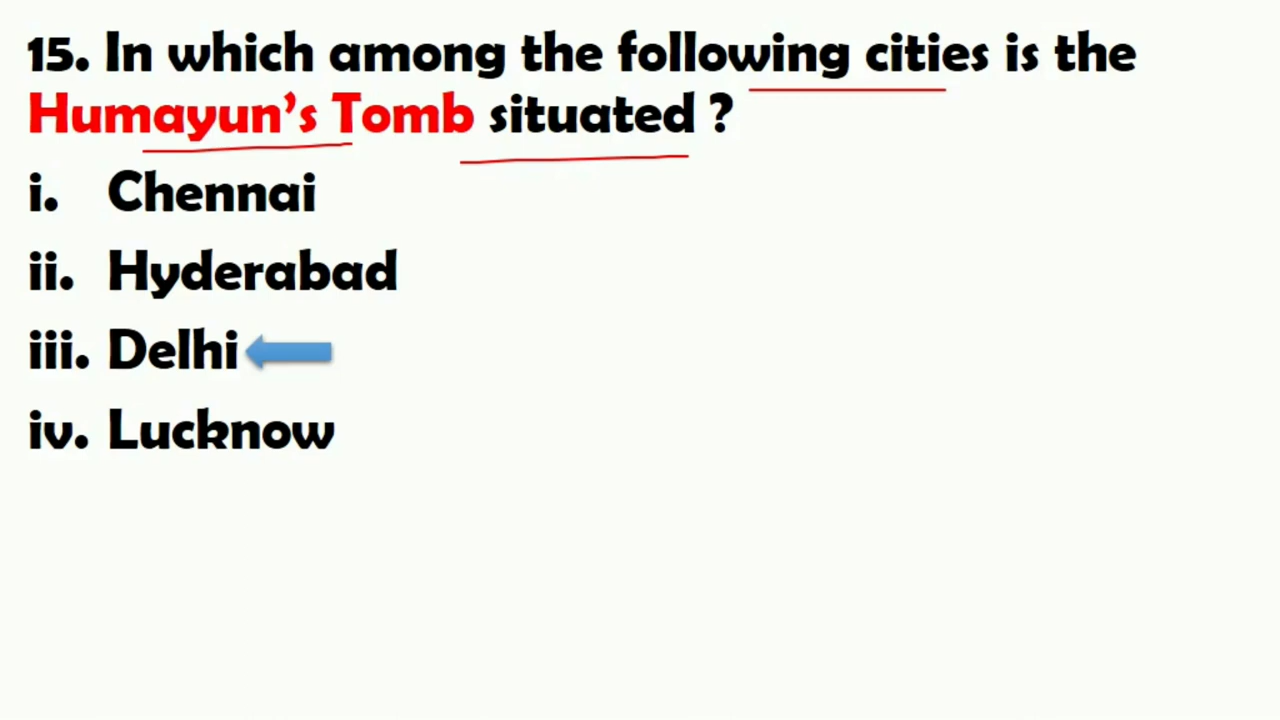 15. In which among the following cities is the
Humayun’s Tomb situated ?
i. Chennai
ii. Hyderabad
iii. Delhi
iv. Lucknow